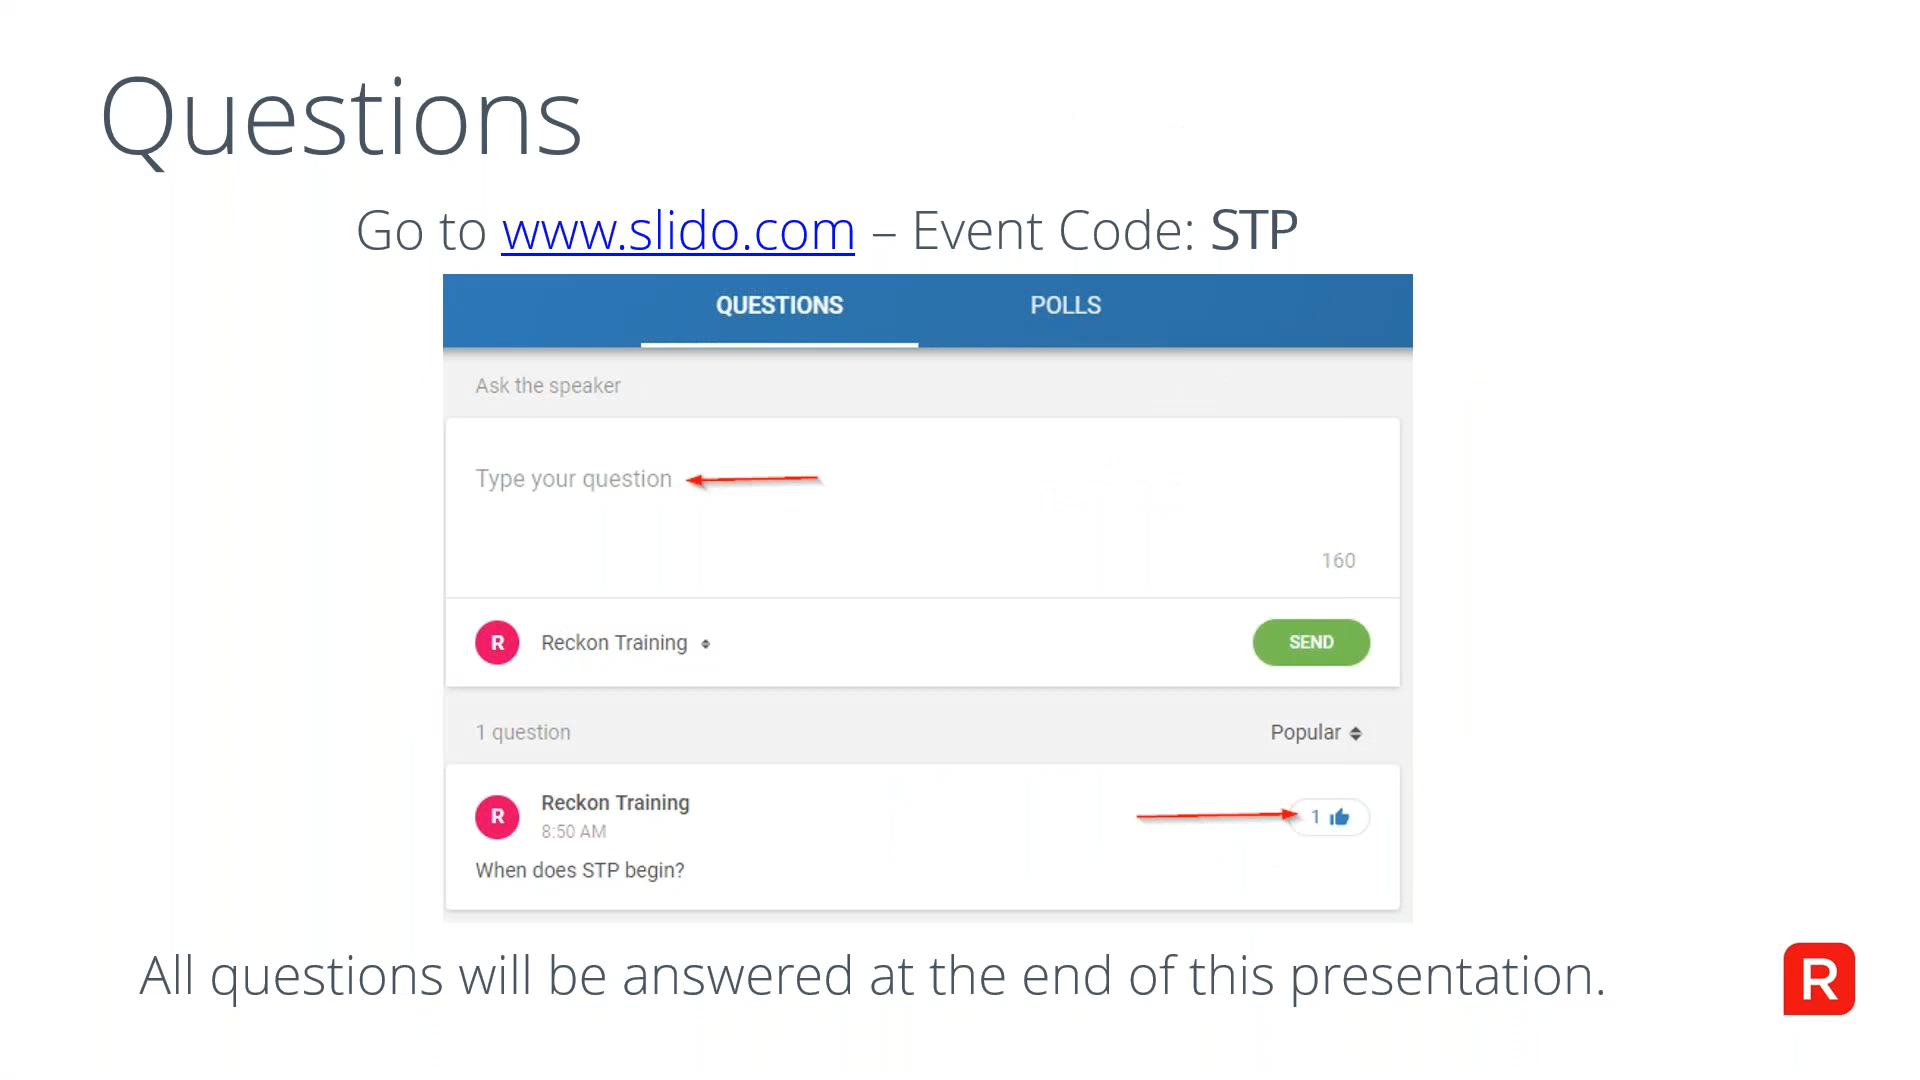 Questions
Go to www.slido.com – Event Code: STP
QUESTIONS POLLS
Ask the speaker
Type your question
160
R Reckon Training SEND
1 question Popular
R Reckon Training
8:50 AM
1
When does STP begin?
All questions will be answered at the end of this presentation.
R